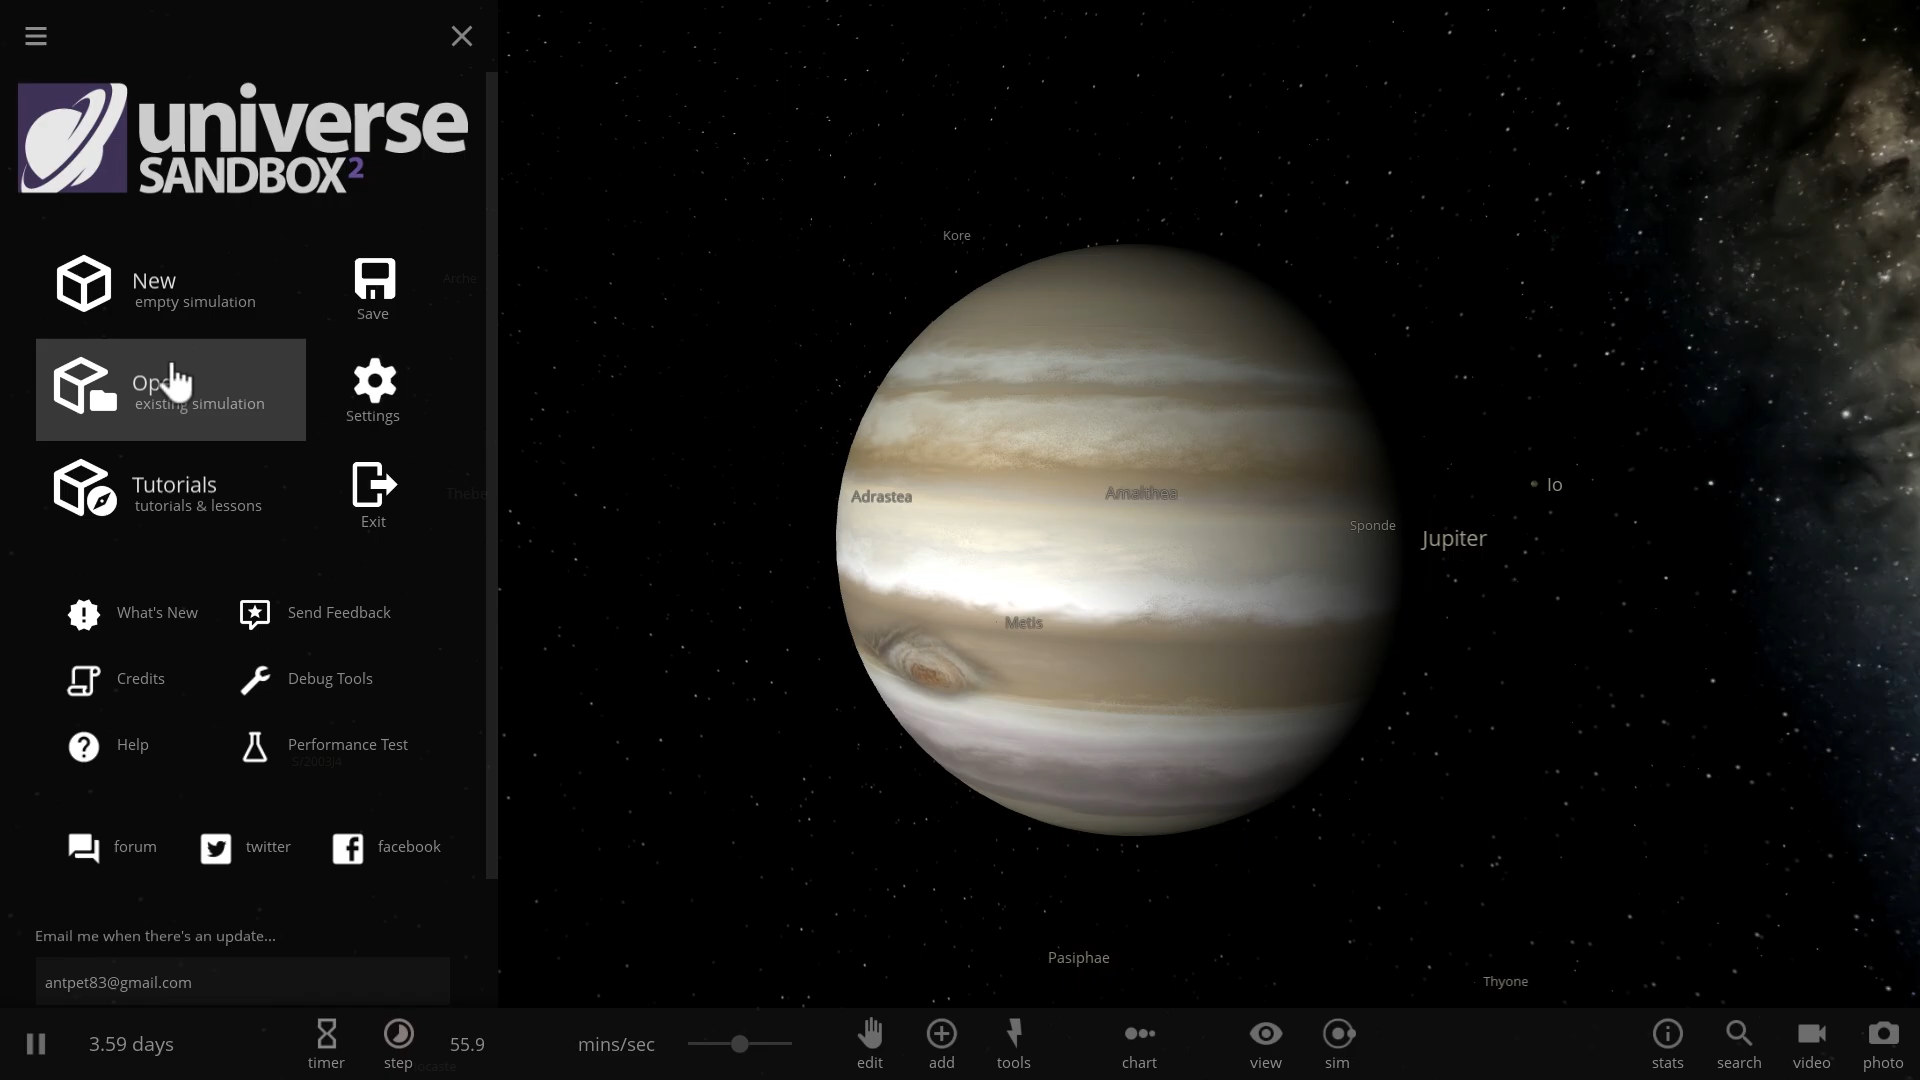 universe
SANDBOX²
New
empty simulation
Save
Arche
existing simulation
Settings
Tutorials
tutorials & lessons
Exit
What's New
Send Feedback
Credits
Debug Tools
Help
Performance Test
S/2003J4
forum
twitter
facebook
Email me when there's an update...
antpet83@gmail.com
Kore
Adrastea
Amalthea
Sponde
Io
Jupiter
Metis
Pasiphae
Thyone
3.59 days
timer
step
55.9
mins/sec
edit
add
tools
chart
view
sim
stats
search
video
photo